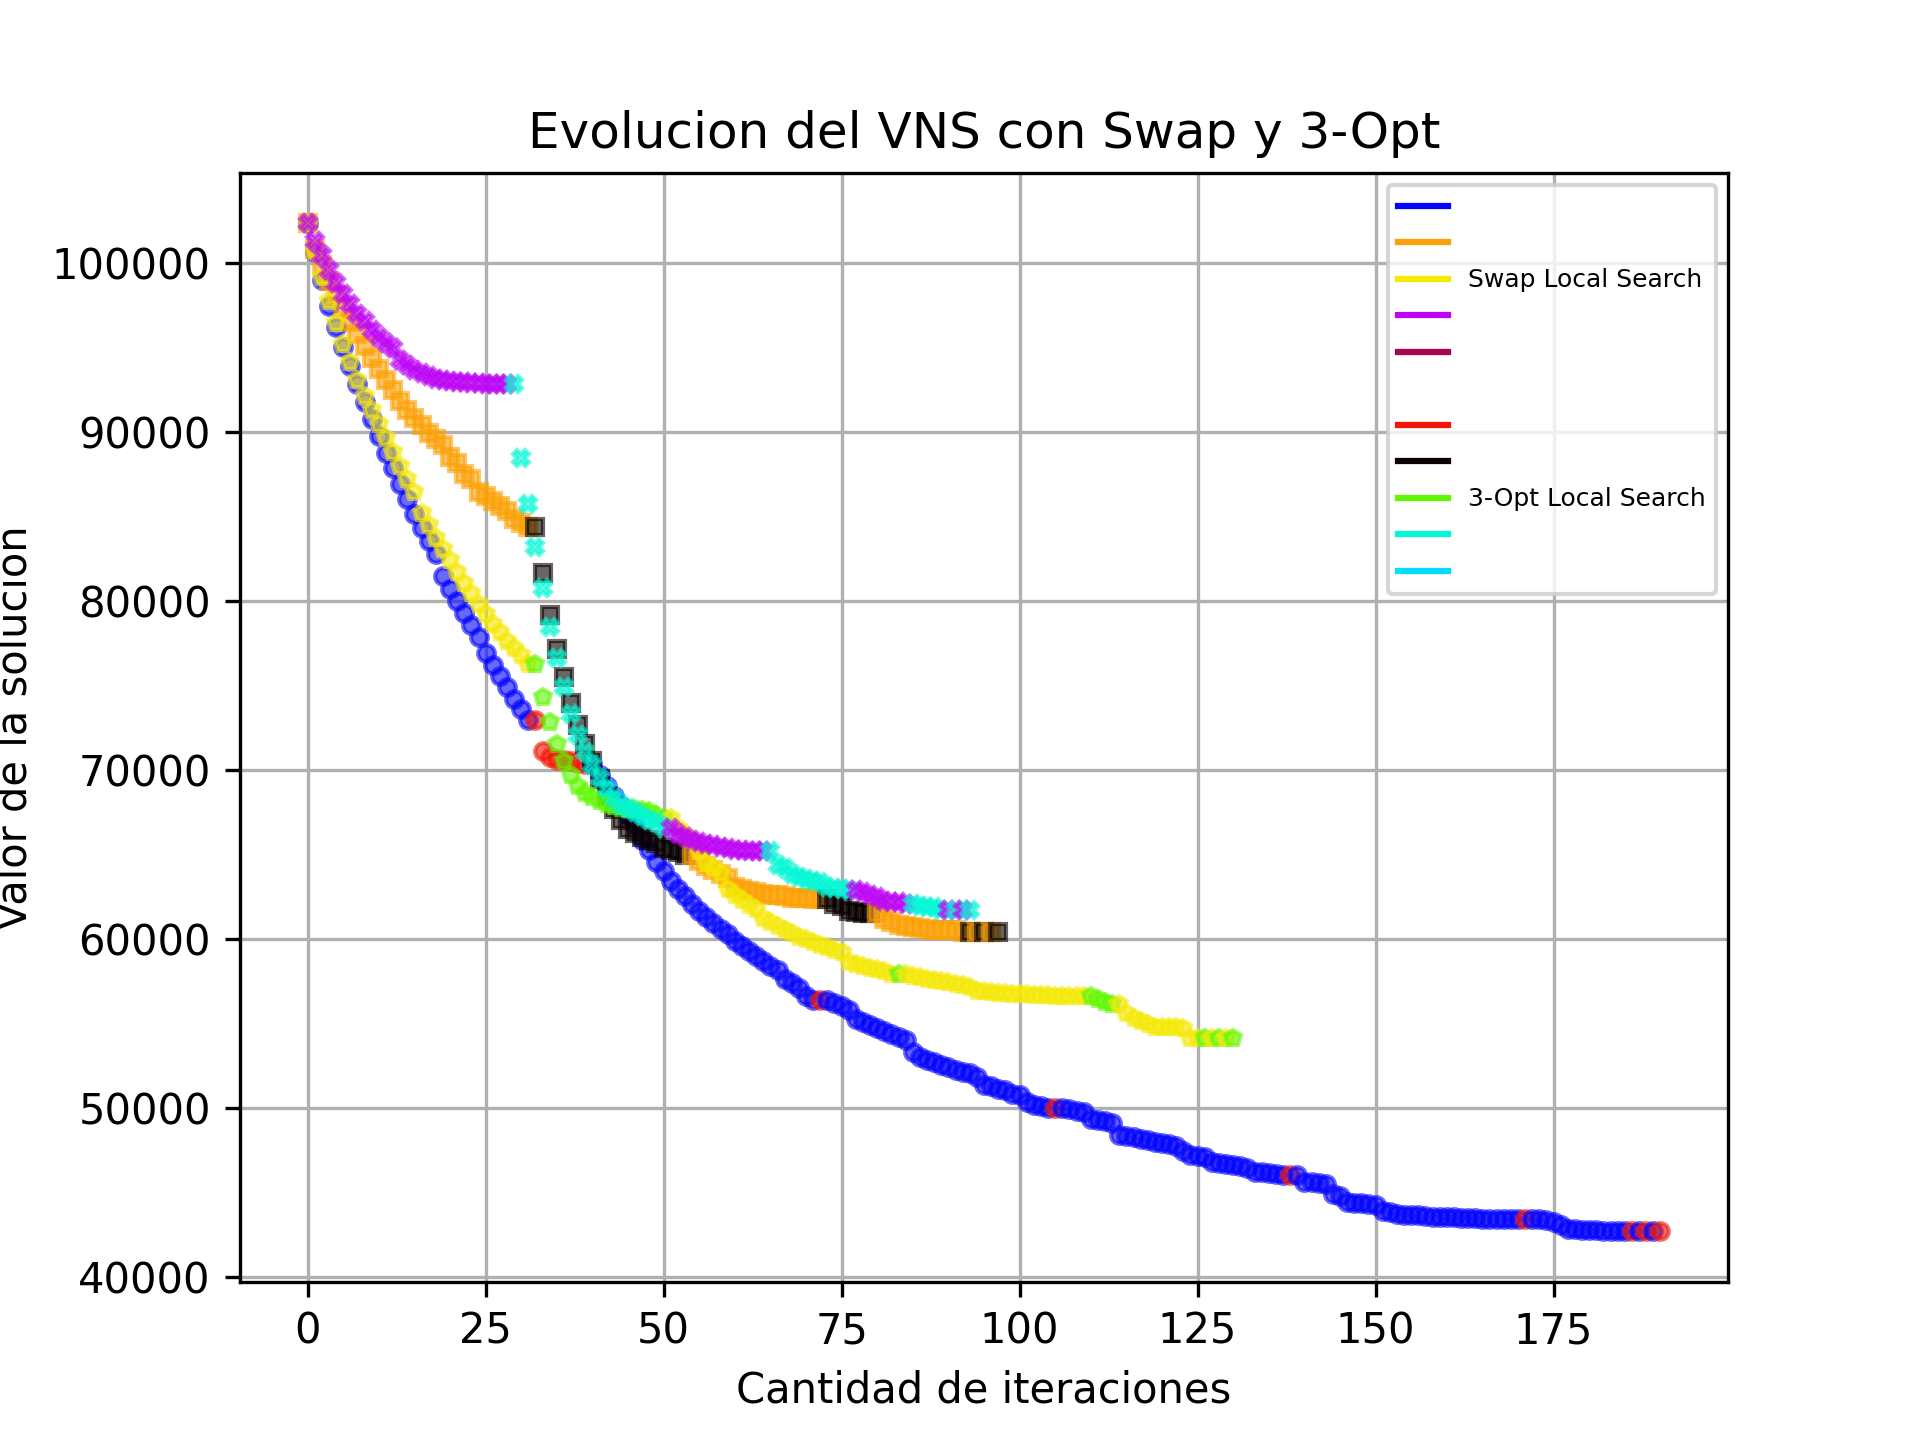 Evolucion del VNS con Swap y 3-Opt
Valor de la solucion
100000
90000
80000
70000
60000
50000
40000
Swap Local Search
3-Opt Local Search
0 25 50 75 100 125 150 175
Cantidad de iteraciones